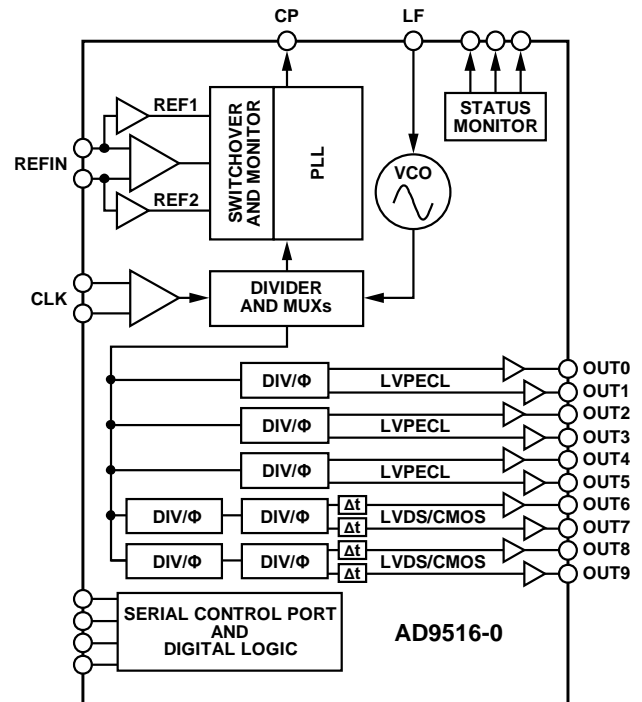 CP
LF
REF1
REFIN
REF2
SWITCHOVER
AND MONITOR
PLL
STATUS
MONITOR
VCO
CLK
DIVIDER
AND MUXs
DIV/Φ
LVPECL
OUT0
OUT1
DIV/Φ
LVPECL
OUT2
OUT3
DIV/Φ
LVPECL
OUT4
OUT5
DIV/Φ
DIV/Φ
Δt
Δt
LVDS/CMOS
OUT6
OUT7
DIV/Φ
DIV/Φ
Δt
Δt
LVDS/CMOS
OUT8
OUT9
SERIAL CONTROL PORT
AND
DIGITAL LOGIC
AD9516-0